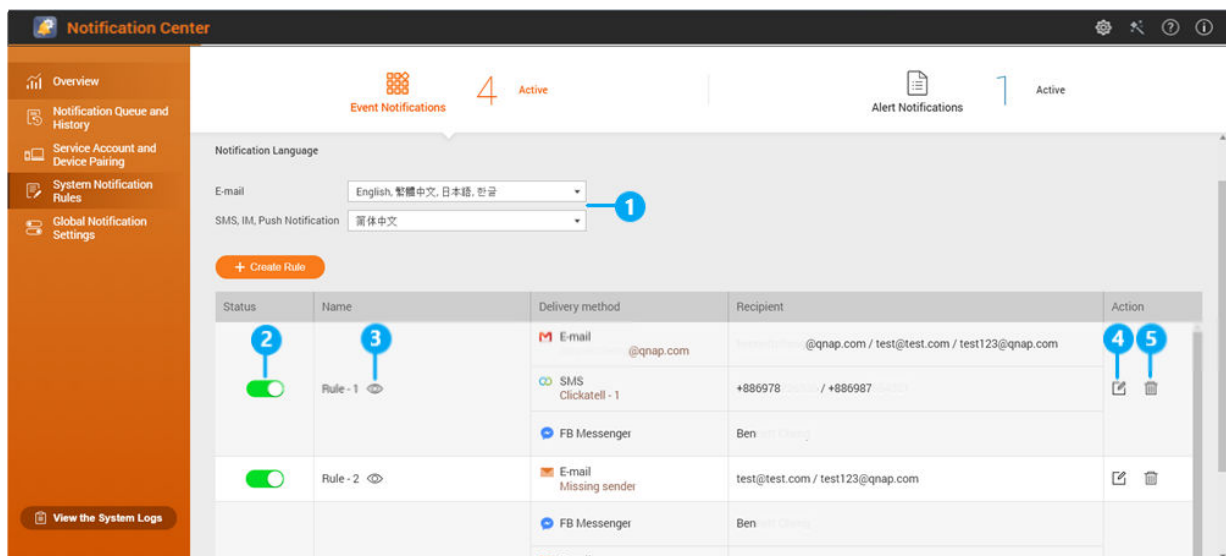 Notification Center
Overview
Notification Queue and
History
Service Account and
Device Pairing
System Notification
Rules
Global Notification
Settings
View the System Logs
Event Notifications
4
Active
Alert Notifications
1
Active
Notification Language
E-mail
English, 繁體中文, 日本語, 한글
SMS, IM, Push Notification
简体中文
1
+ Create Rule
Status
Name
Delivery method
Recipient
Action
2
3
4
5
Rule - 1
E-mail
@qnap.com
@qnap.com / test@test.com / test123@qnap.com
SMS
Clickatell - 1
+886978 / +886987
FB Messenger
Ben
Rule - 2
E-mail
Missing sender
test@test.com / test123@qnap.com
FB Messenger
Ben